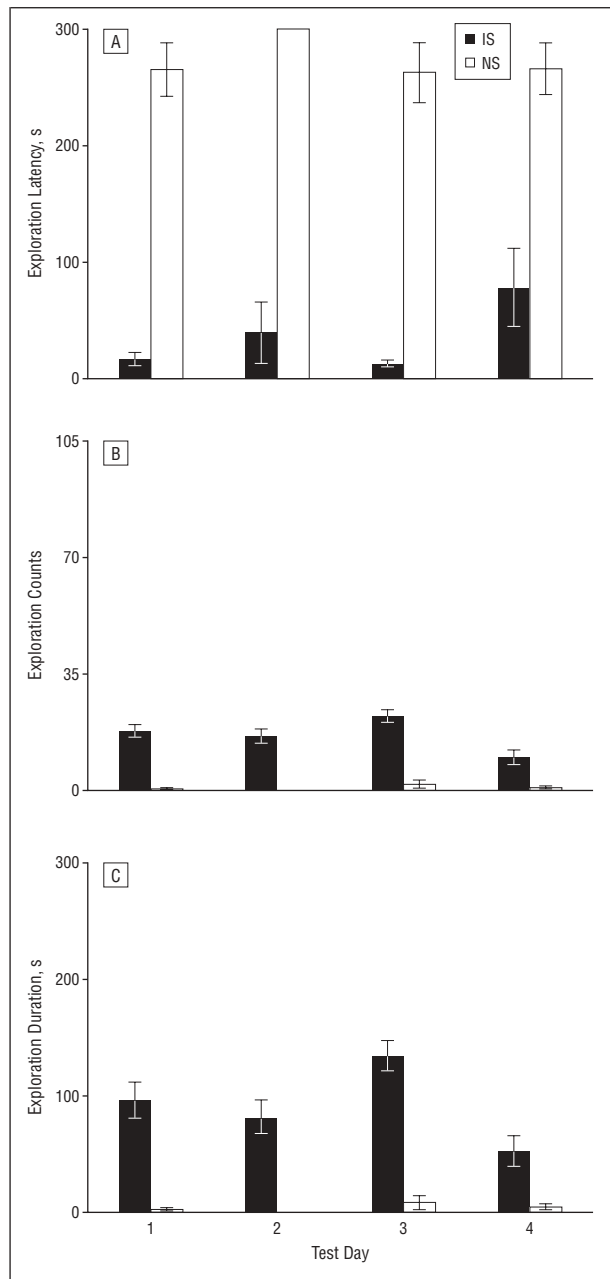 A
IS
NS
300
200
100
0
Exploration Latency, s
B
105
70
35
0
Exploration Counts
C
300
200
100
0
Exploration Duration, s
1 2 3 4
Test Day